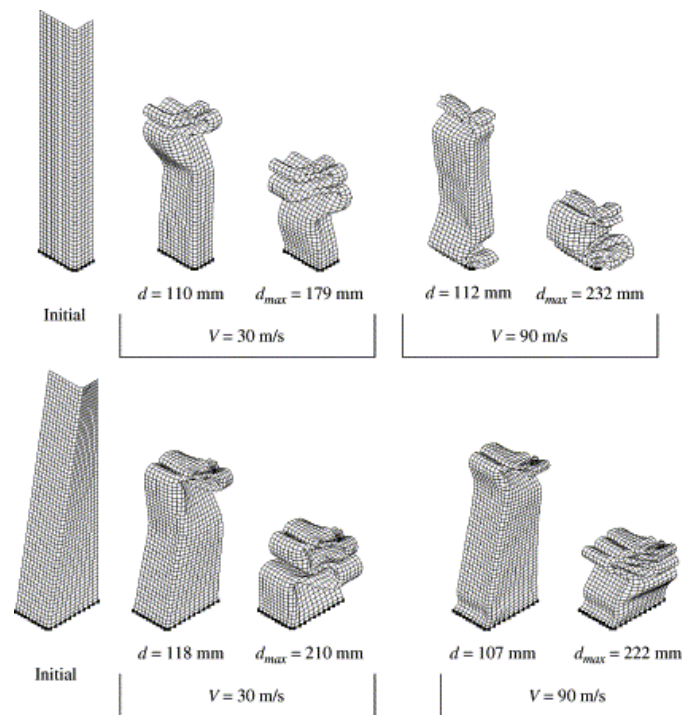 d = 110 mm
d_max = 179 mm
d = 112 mm
d_max = 232 mm
Initial
V = 30 m/s
V = 90 m/s
d = 118 mm
d_max = 210 mm
d = 107 mm
d_max = 222 mm
Initial
V = 30 m/s
V = 90 m/s